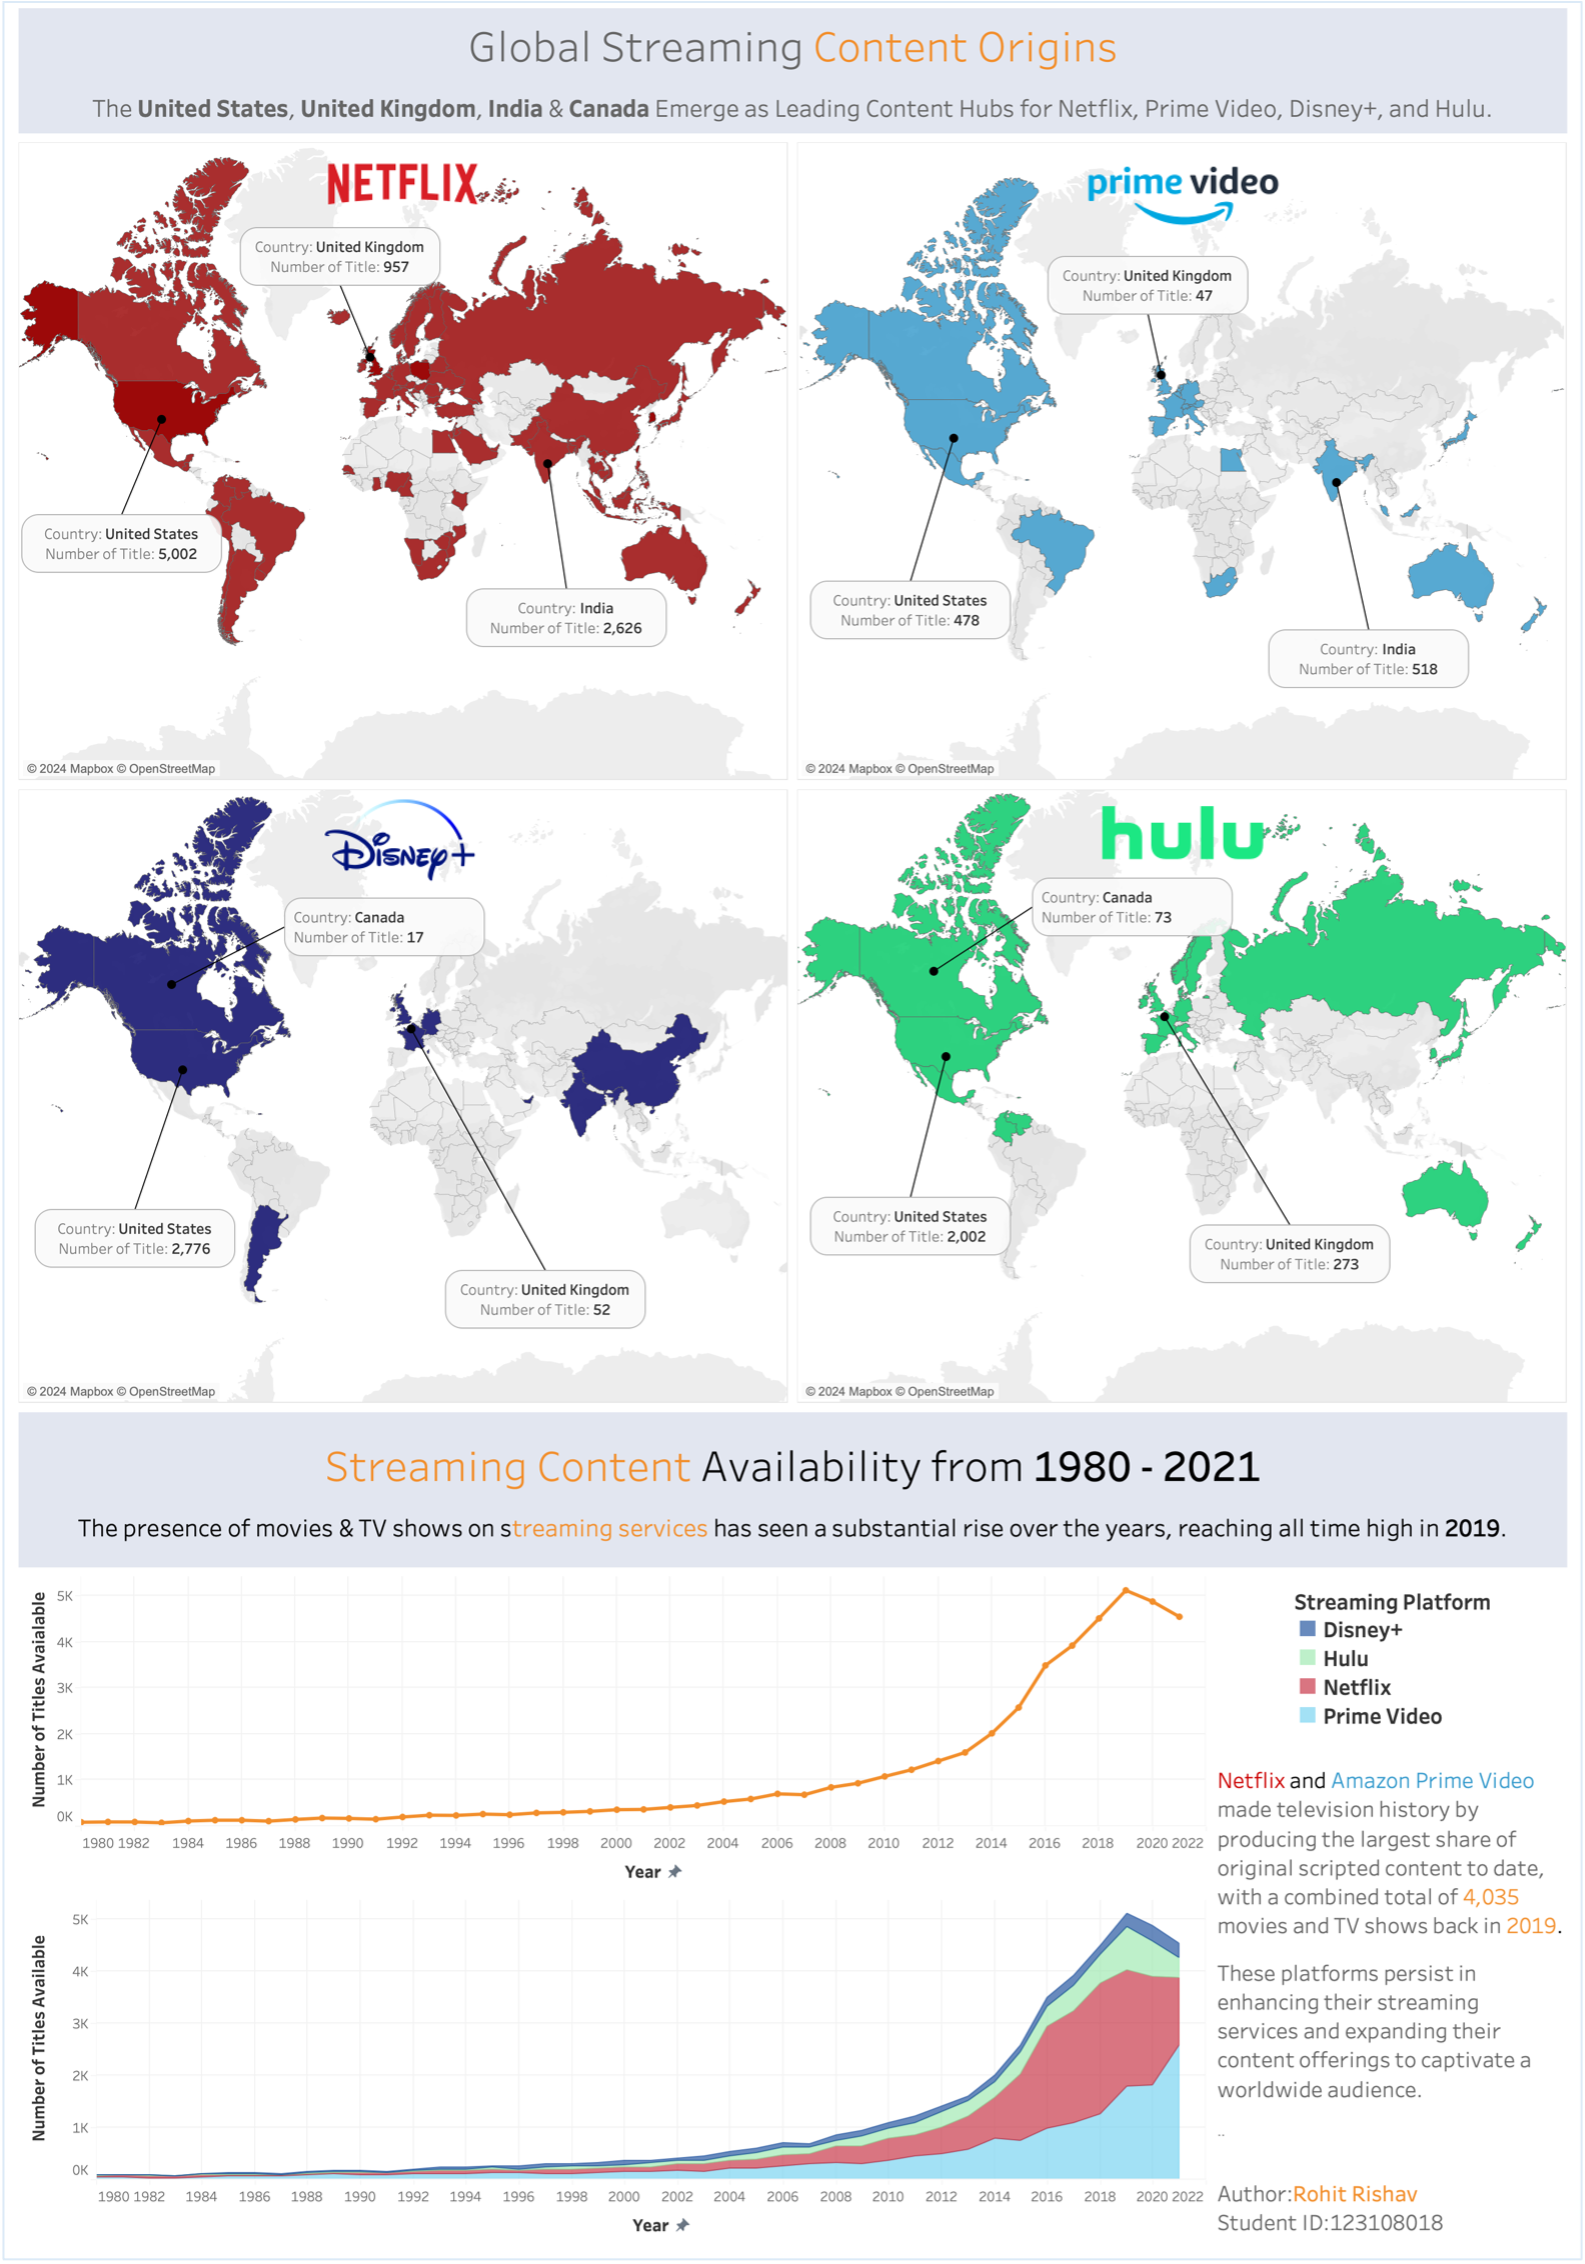 Global Streaming Content Origins
The United States, United Kingdom, India & Canada Emerge as Leading Content Hubs for Netflix, Prime Video, Disney+, and Hulu.
NETFLIX
Country: United Kingdom
Number of Title: 957
Country: United States
Number of Title: 5,002
Country: India
Number of Title: 2,626
© 2024 Mapbox © OpenStreetMap
prime video
Country: United Kingdom
Number of Title: 47
Country: United States
Number of Title: 478
Country: India
Number of Title: 518
© 2024 Mapbox © OpenStreetMap
Disney+
Country: Canada
Number of Title: 17
Country: United States
Number of Title: 2,776
Country: United Kingdom
Number of Title: 52
© 2024 Mapbox © OpenStreetMap
hulu
Country: Canada
Number of Title: 73
Country: United States
Number of Title: 2,002
Country: United Kingdom
Number of Title: 273
© 2024 Mapbox © OpenStreetMap
Streaming Content Availability from 1980 - 2021
The presence of movies & TV shows on streaming services has seen a substantial rise over the years, reaching all time high in 2019.
Number of Titles Avaialable
5K
4K
3K
2K
1K
0K
1980 1982 1984 1986 1988 1990 1992 1994 1996 1998 2000 2002 2004 2006 2008 2010 2012 2014 2016 2018 2020 2022
Year
Streaming Platform
Disney+
Hulu
Netflix
Prime Video
Number of Titles Available
5K
4K
3K
2K
1K
0K
1980 1982 1984 1986 1988 1990 1992 1994 1996 1998 2000 2002 2004 2006 2008 2010 2012 2014 2016 2018 2020 2022
Year
Netflix and Amazon Prime Video
made television history by
producing the largest share of
original scripted content to date,
with a combined total of 4,035
movies and TV shows back in 2019.
These platforms persist in
enhancing their streaming
services and expanding their
content offerings to captivate a
worldwide audience.
..
Author:Rohit Rishav
Student ID:123108018